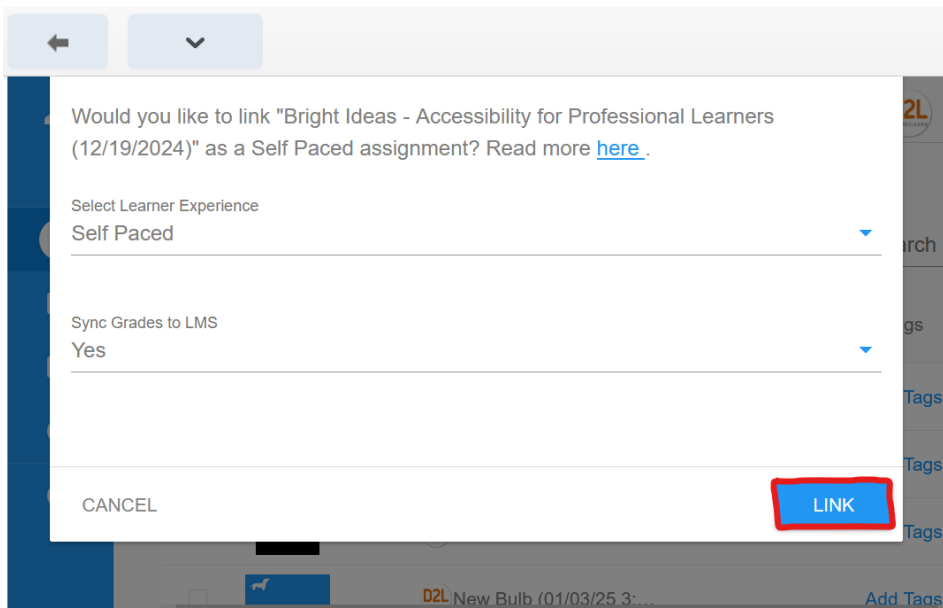 Would you like to link "Bright Ideas - Accessibility for Professional Learners
(12/19/2024)" as a Self Paced assignment? Read more here .
2L
Select Learner Experience
Self Paced
arch
Sync Grades to LMS
gs
Yes
Tags
Tags
CANCEL
LINK
Tags
D2L New Bulb (01/03/25 3:...
Add Tags